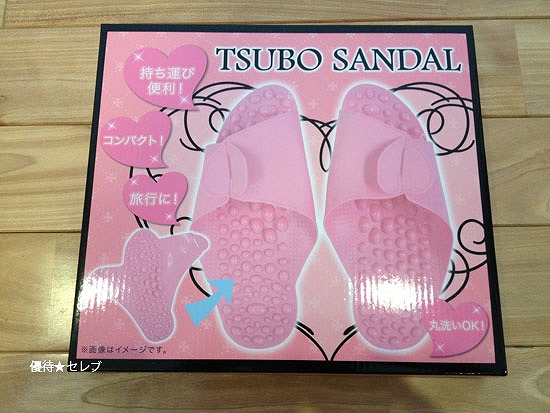 TSUBO SANDAL
持ち運び
便利！
コンパクト！
旅行に！
丸洗いOK！
※画像はイメージです。
優待★セレブ